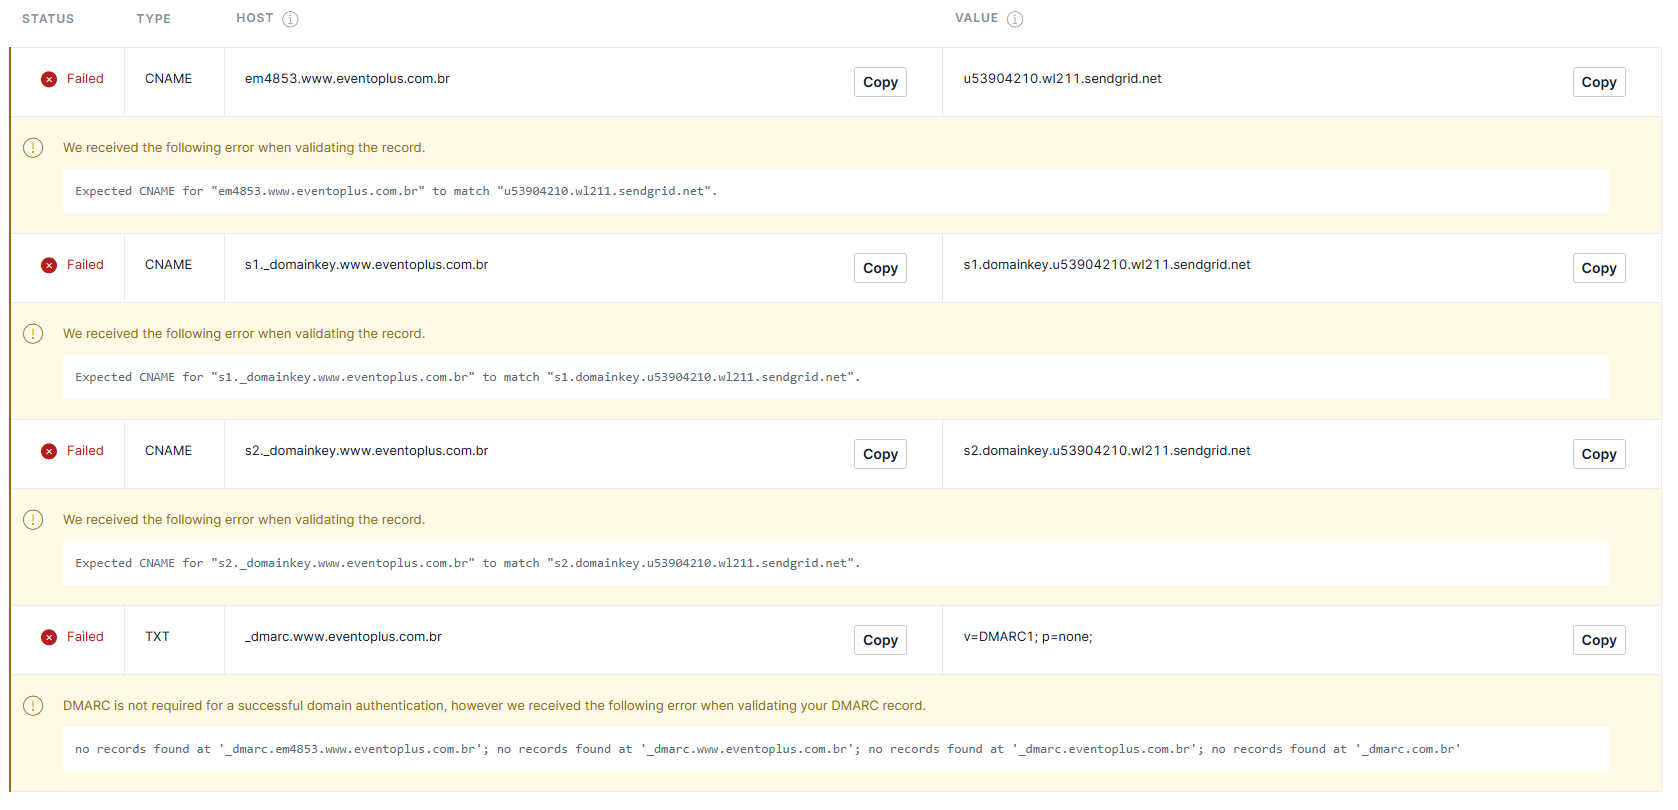 STATUS TYPE HOST VALUE
Failed CNAME em4853.www.eventoplus.com.br Copy u53904210.wl211.sendgrid.net Copy
We received the following error when validating the record.
Expected CNAME for "em4853.www.eventoplus.com.br" to match "u53904210.wl211.sendgrid.net".
Failed CNAME s1._domainkey.www.eventoplus.com.br Copy s1.domainkey.u53904210.wl211.sendgrid.net Copy
We received the following error when validating the record.
Expected CNAME for "s1._domainkey.www.eventoplus.com.br" to match "s1.domainkey.u53904210.wl211.sendgrid.net".
Failed CNAME s2._domainkey.www.eventoplus.com.br Copy s2.domainkey.u53904210.wl211.sendgrid.net Copy
We received the following error when validating the record.
Expected CNAME for "s2._domainkey.www.eventoplus.com.br" to match "s2.domainkey.u53904210.wl211.sendgrid.net".
Failed TXT _dmarc.www.eventoplus.com.br Copy v=DMARC1; p=none; Copy
DMARC is not required for a successful domain authentication, however we received the following error when validating your DMARC record.
no records found at '_dmarc.em4853.www.eventoplus.com.br'; no records found at '_dmarc.www.eventoplus.com.br'; no records found at '_dmarc.eventoplus.com.br'; no records found at '_dmarc.com.br'